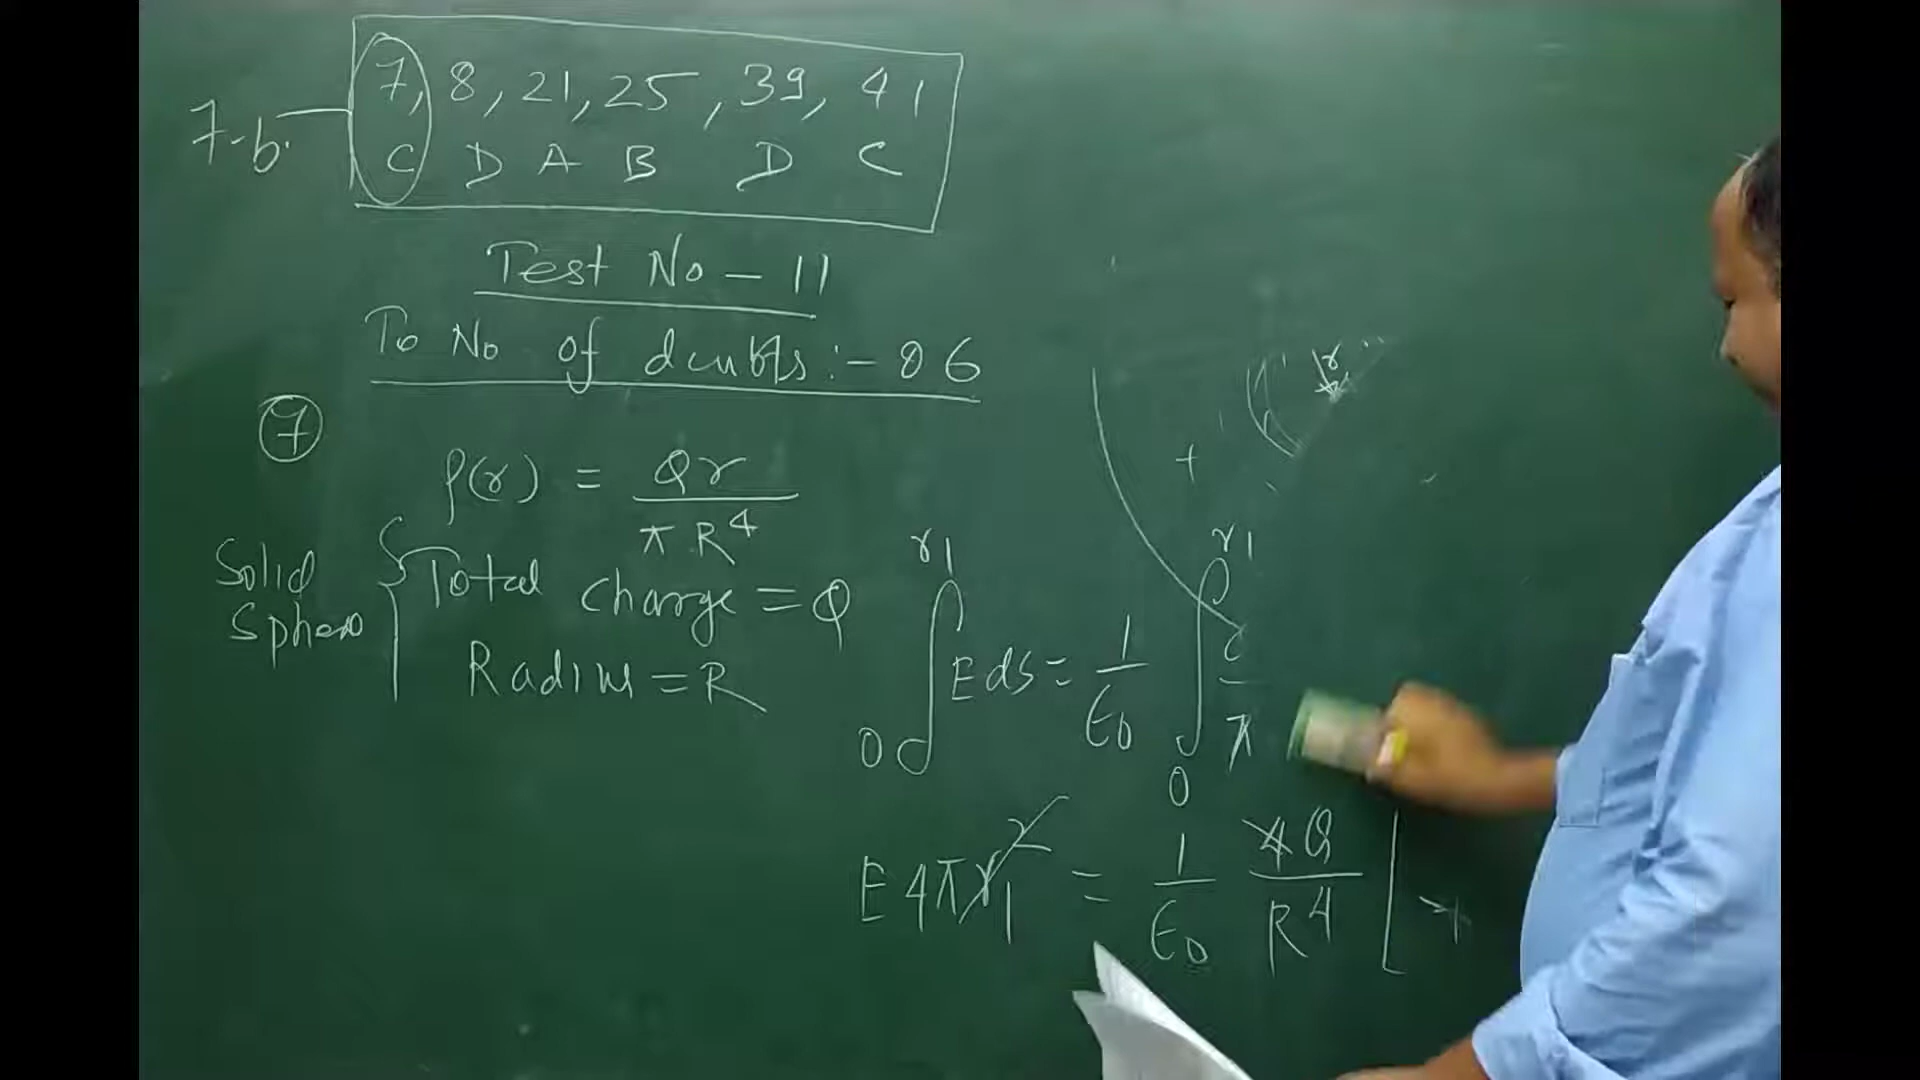 7, 8, 21, 25, 39, 41
7-b.
C D A B D C
Test No - 11
To No of doubts :- 06
7
ρ(r) = Qr / πR⁴
Solid Sphere
Total charge = Q
Radius = R
r
+
∫₀^r₁ E ds = 1/ε₀ ∫₀^r₁
π
E 4πr₁² = 1/ε₀ 4Q/R⁴ [